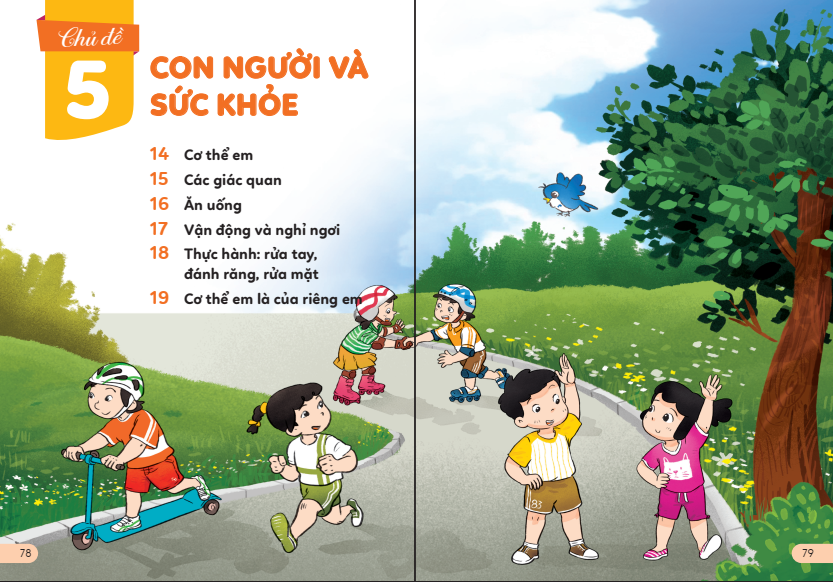 Chủ đề
5
CON NGƯỜI VÀ
SỨC KHỎE
14 Cơ thể em
15 Các giác quan
16 Ăn uống
17 Vận động và nghỉ ngơi
18 Thực hành: rửa tay,
đánh răng, rửa mặt
19 Cơ thể em là của riêng em
83
78
79